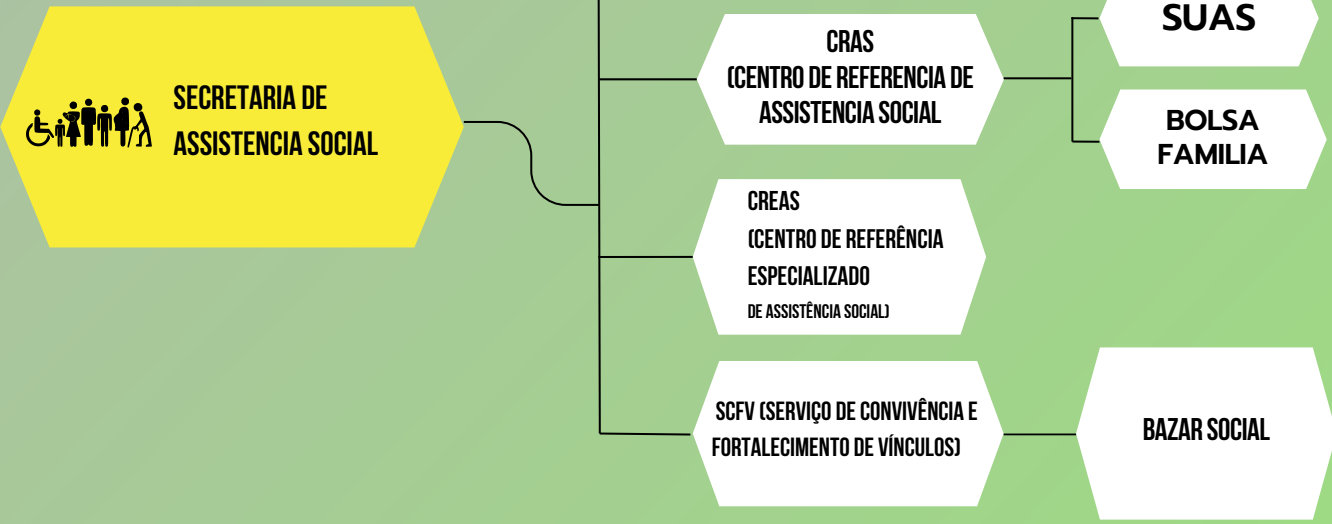 SECRETARIA DE
ASSISTENCIA SOCIAL
CRAS
(CENTRO DE REFERENCIA DE
ASSISTENCIA SOCIAL
SUAS
BOLSA
FAMILIA
CREAS
(CENTRO DE REFERÊNCIA
ESPECIALIZADO
DE ASSISTÊNCIA SOCIAL)
SCFV (SERVIÇO DE CONVIVÊNCIA E
FORTALECIMENTO DE VÍNCULOS)
BAZAR SOCIAL